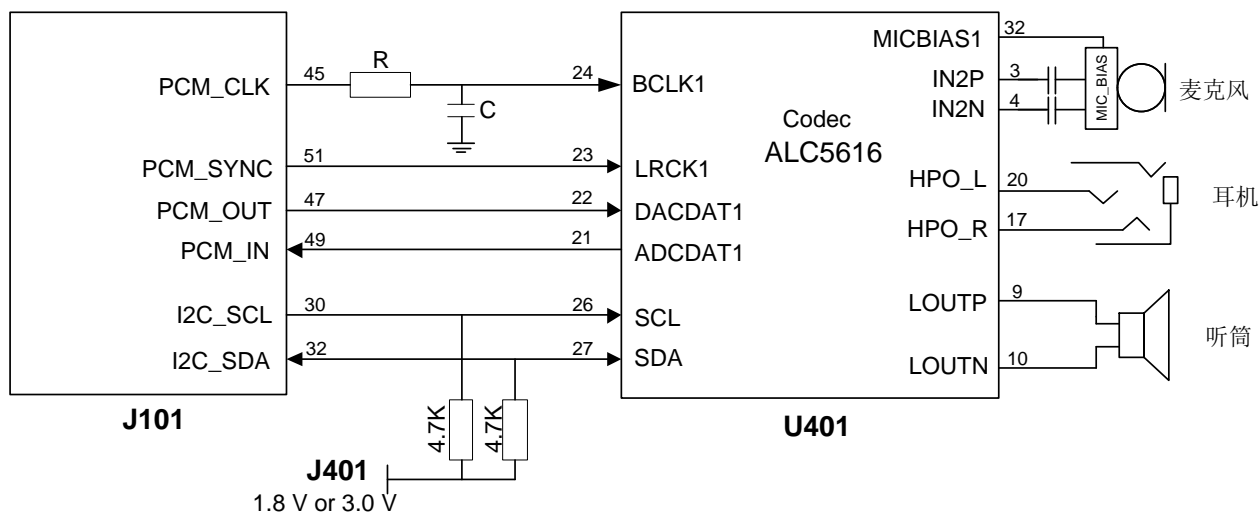 PCM_CLK 45 R 24 BCLK1
C
PCM_SYNC 51 23 LRCK1
PCM_OUT 47 22 DACDAT1
PCM_IN 49 21 ADCDAT1
I2C_SCL 30 26 SCL
I2C_SDA 32 27 SDA
J101
4.7K 4.7K
J401
1.8 V or 3.0 V
Codec
ALC5616
U401
MICBIAS1 32
IN2P 3
IN2N 4
MIC_BIAS
麦克风
HPO_L 20
HPO_R 17
耳机
LOUTP 9
LOUTN 10
听筒